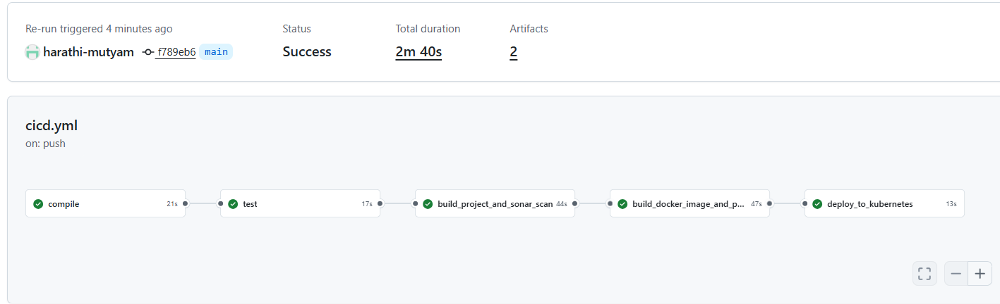 Re-run triggered 4 minutes ago
harathi-mutyam f789eb6 main
Status
Success
Total duration
2m 40s
Artifacts
2
cicd.yml
on: push
compile 21s
test 17s
build_project_and_sonar_scan 44s
build_docker_image_and_p... 47s
deploy_to_kubernetes 13s